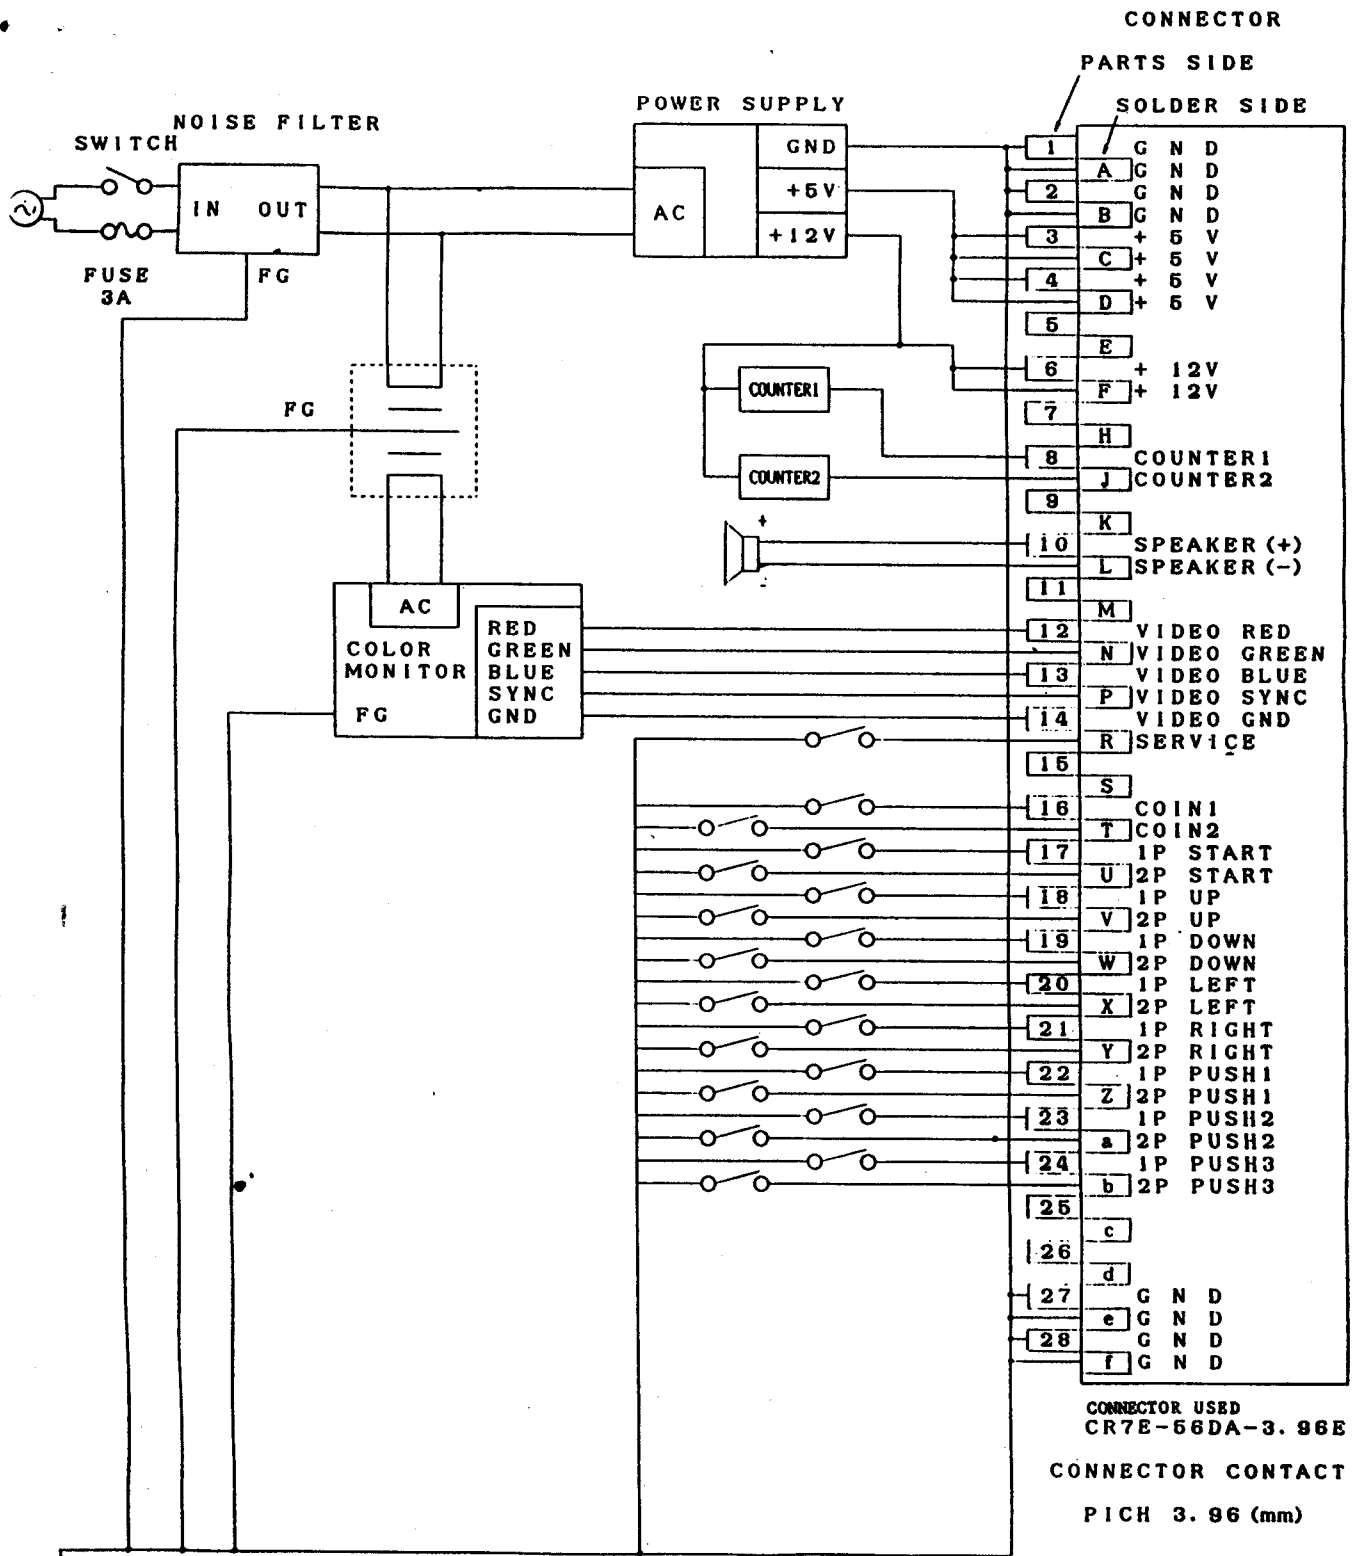 CONNECTOR
PARTS SIDE
SOLDER SIDE
POWER SUPPLY
NOISE FILTER
SWITCH
IN OUT
FUSE
3A
FG
AC
GND
+5V
+12V
FG
COUNTER1
COUNTER2
+
-
AC
COLOR
MONITOR
FG
RED
GREEN
BLUE
SYNC
GND
1 GND
A GND
2 GND
B GND
3 +5V
C +5V
4 +5V
D +5V
5
E
6 +12V
F +12V
7
H
8 COUNTER1
J COUNTER2
9
K
10 SPEAKER(+)
L SPEAKER(-)
11
M
12 VIDEO RED
N VIDEO GREEN
13 VIDEO BLUE
P VIDEO SYNC
14 VIDEO GND
R SERVICE
15
S
16 COIN1
T COIN2
17 1P START
U 2P START
18 1P UP
V 2P UP
19 1P DOWN
W 2P DOWN
20 1P LEFT
X 2P LEFT
21 1P RIGHT
Y 2P RIGHT
22 1P PUSH1
Z 2P PUSH1
23 1P PUSH2
a 2P PUSH2
24 1P PUSH3
b 2P PUSH3
25
c
26
d
27 GND
e GND
28 GND
f GND
CONNECTOR USED
CR7E-56DA-3.96E
CONNECTOR CONTACT
PICH 3.96 (mm)